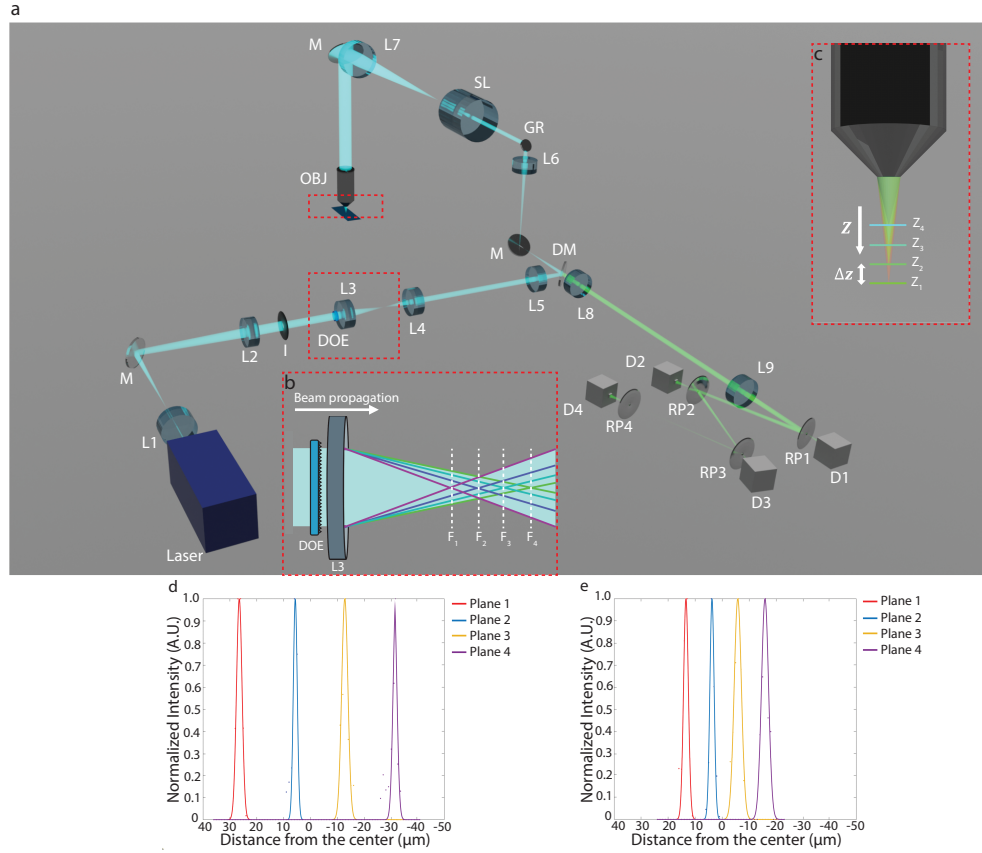 a
M
L7
SL
GR
L6
OBJ
M
DM
L3
L5
L8
L4
DOE
I
L2
M
L1
Laser
D2
L9
D4
RP2
RP4
RP3
RP1
D3
D1
b
Beam propagation
DOE
L3
F1
F2
F3
F4
c
Z
Z4
Z3
Z2
Δz
Z1
d
Normalized Intensity (A.U.)
1.0
0.9
0.8
0.7
0.6
0.5
0.4
0.3
0.2
0.1
0
40 30 20 10 0 -10 -20 -30 -40 -50
Distance from the center (μm)
Plane 1
Plane 2
Plane 3
Plane 4
e
Normalized Intensity (A.U.)
1.0
0.9
0.8
0.7
0.6
0.5
0.4
0.3
0.2
0.1
0
40 30 20 10 0 -10 -20 -30 -40 -50
Distance from the center (μm)
Plane 1
Plane 2
Plane 3
Plane 4